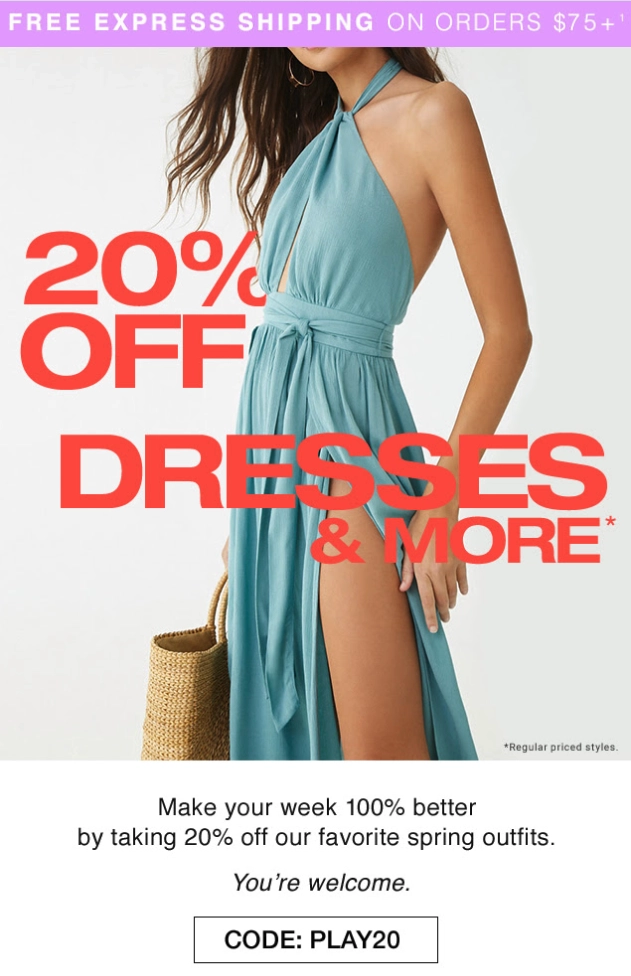 FREE EXPRESS SHIPPING ON ORDERS $75+¹
20%
OFF
DRESSES
& MORE*
*Regular priced styles.
Make your week 100% better
by taking 20% off our favorite spring outfits.
You're welcome.
CODE: PLAY20